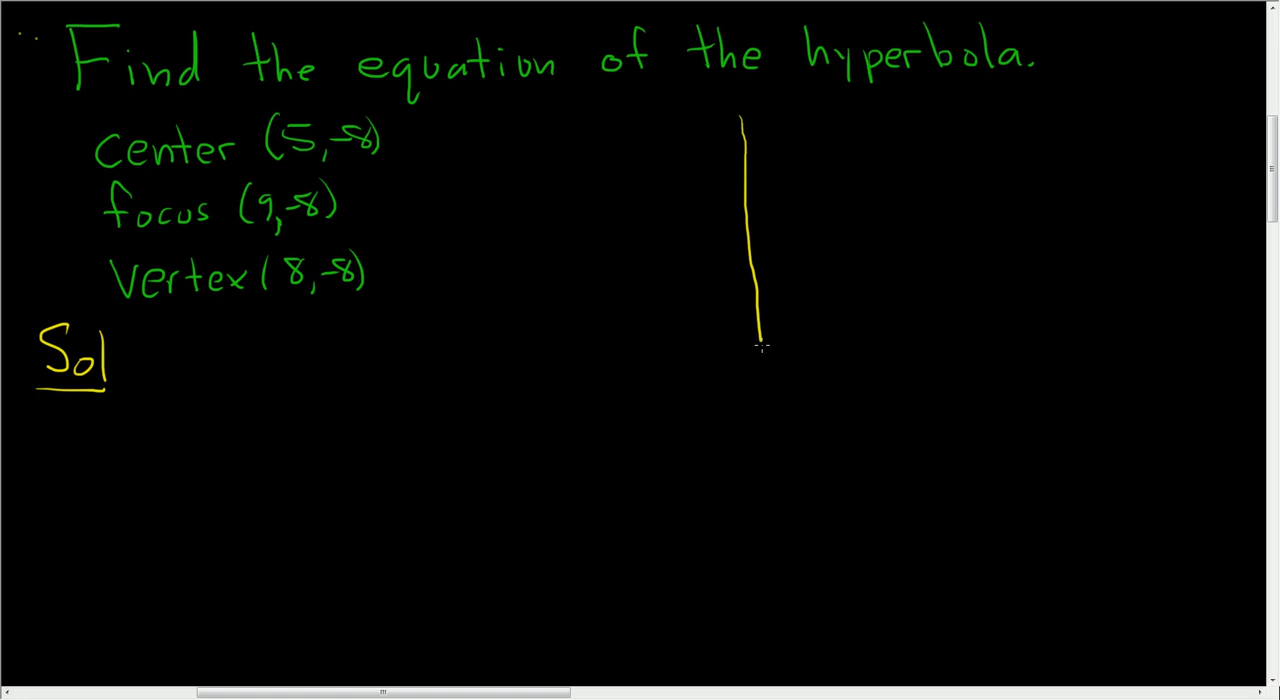 Find the equation of the hyperbola.
center (5,-8)
focus (9,-8)
Vertex (8,-8)
Sol